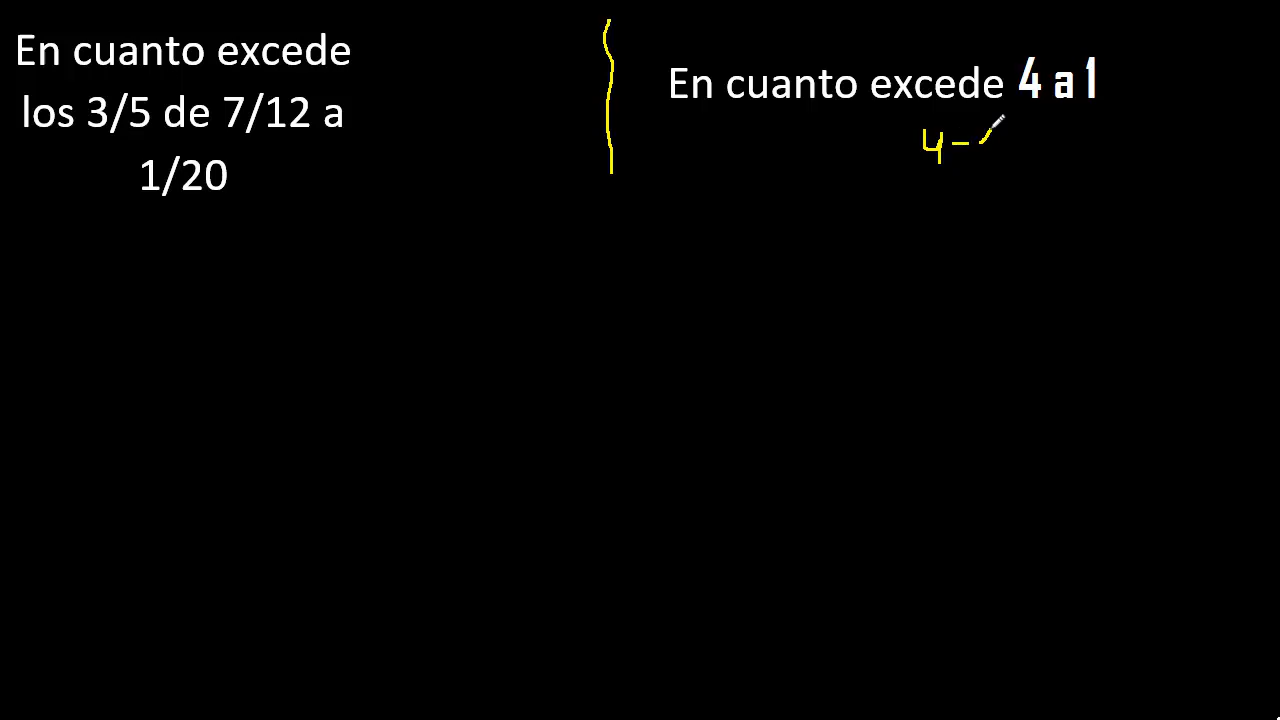 En cuanto excede
los 3/5 de 7/12 a
1/20
En cuanto excede 4 a 1
4 -